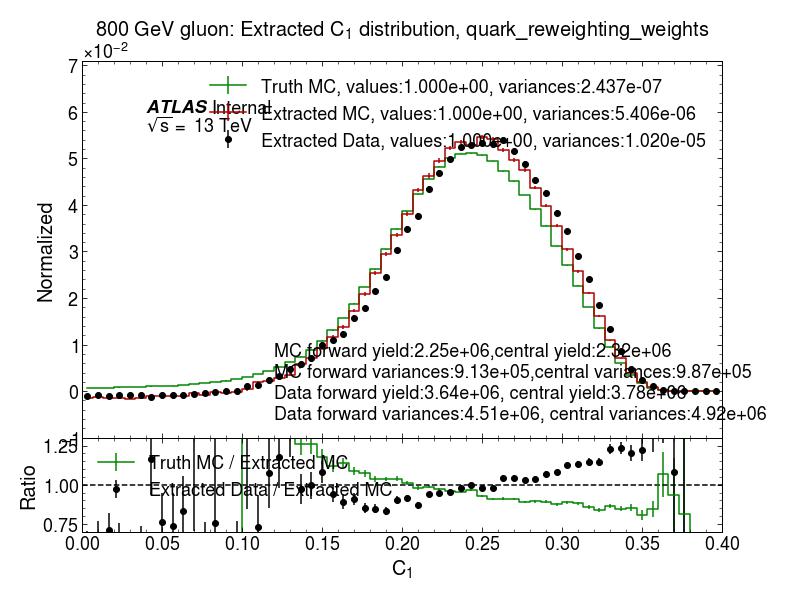 800 GeV gluon: Extracted C₁ distribution, quark_reweighting_weights
×10⁻²
7
6
5
4
3
2
1
0
−1
Normalized
ATLAS Internal
√s = 13 TeV
Truth MC, values:1.000e+00, variances:2.437e-07
Extracted MC, values:1.000e+00, variances:5.406e-06
Extracted Data, values:1.000e+00, variances:1.020e-05
MC forward yield:2.25e+06,central yield:2.32e+06
MC forward variances:9.13e+05,central variances:9.87e+05
Data forward yield:3.64e+06, central yield:3.78e+06
Data forward variances:4.51e+06, central variances:4.92e+06
1.25
1.00
0.75
Ratio
Truth MC / Extracted MC
Extracted Data / Extracted MC
0.00 0.05 0.10 0.15 0.20 0.25 0.30 0.35 0.40
C₁